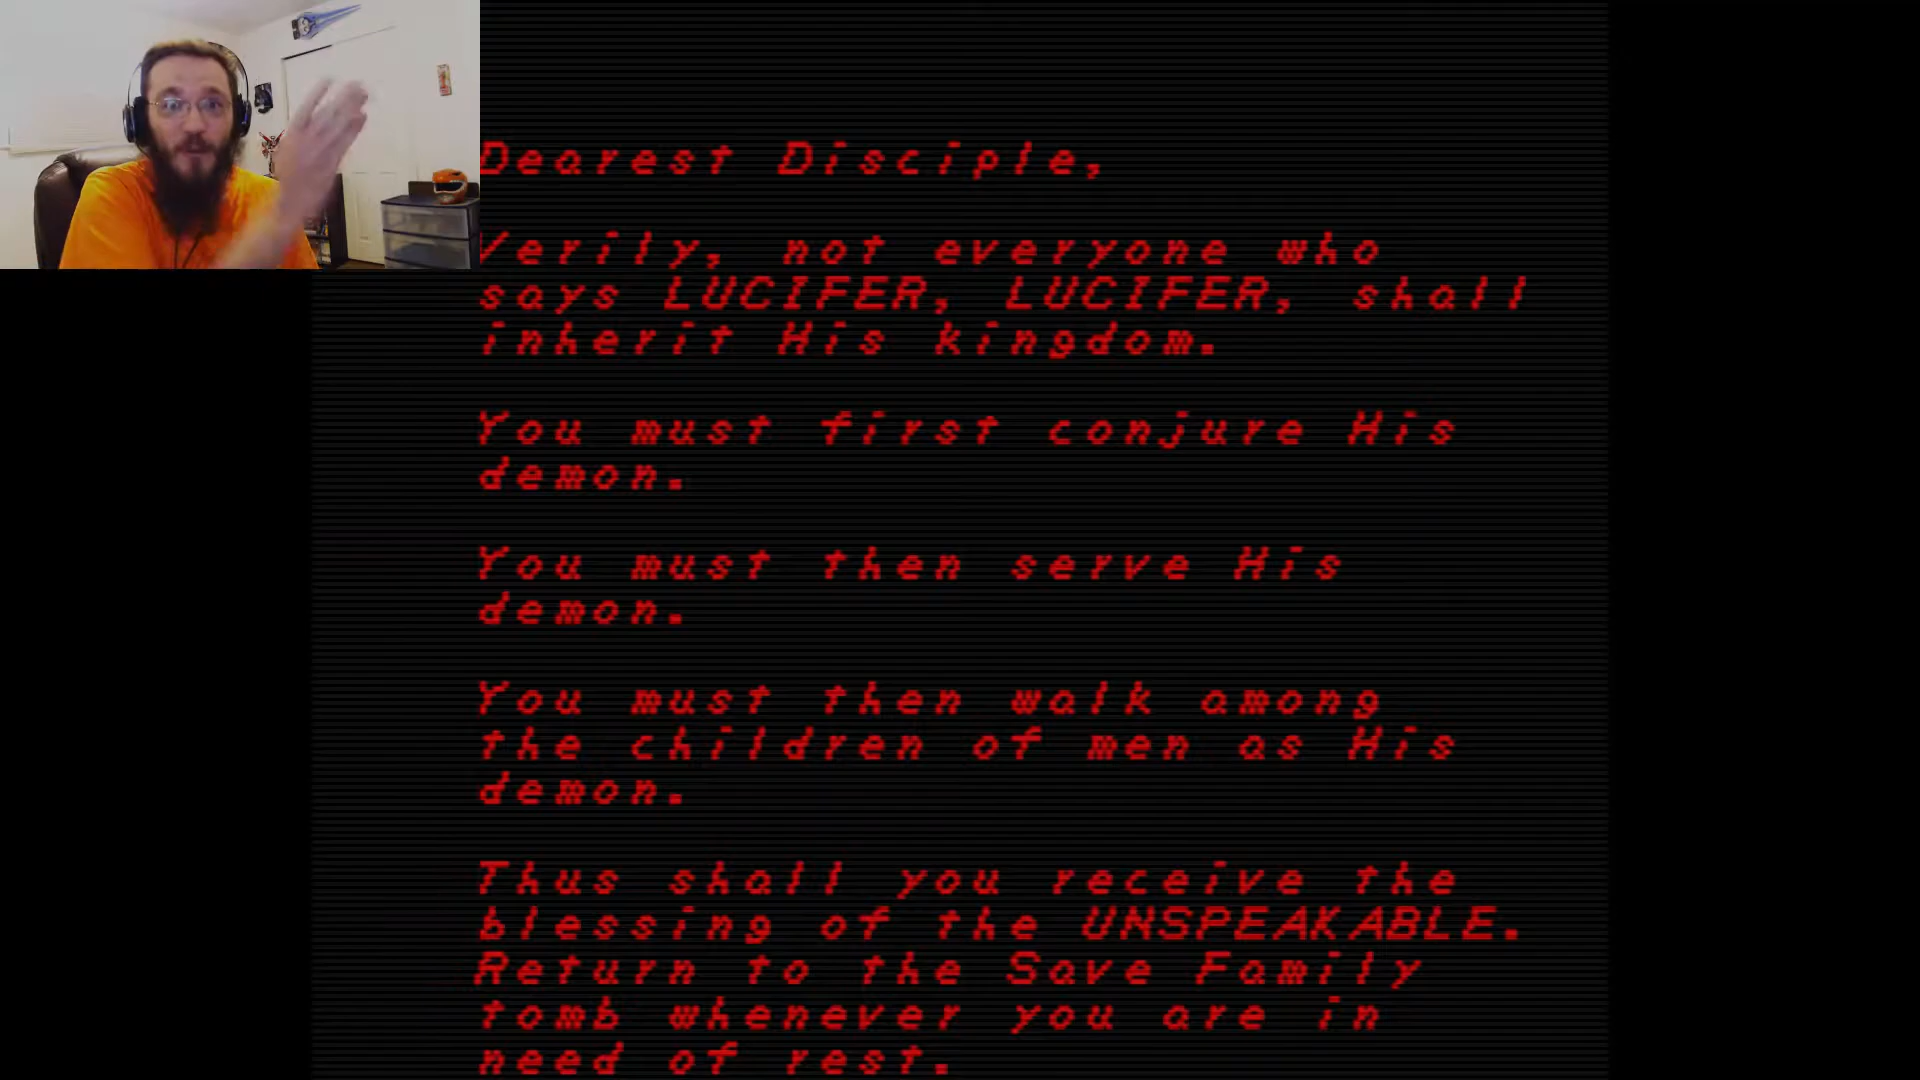 Dearest Disciple,
Verily, not everyone who
says LUCIFER, LUCIFER, shall
inherit His kingdom.
You must first conjure His
demon.
You must then serve His
demon.
You must then walk among
the children of men as His
demon.
Thus shall you receive the
blessing of the UNSPEAKABLE.
Return to the Save Family
tomb whenever you are in
need of rest.